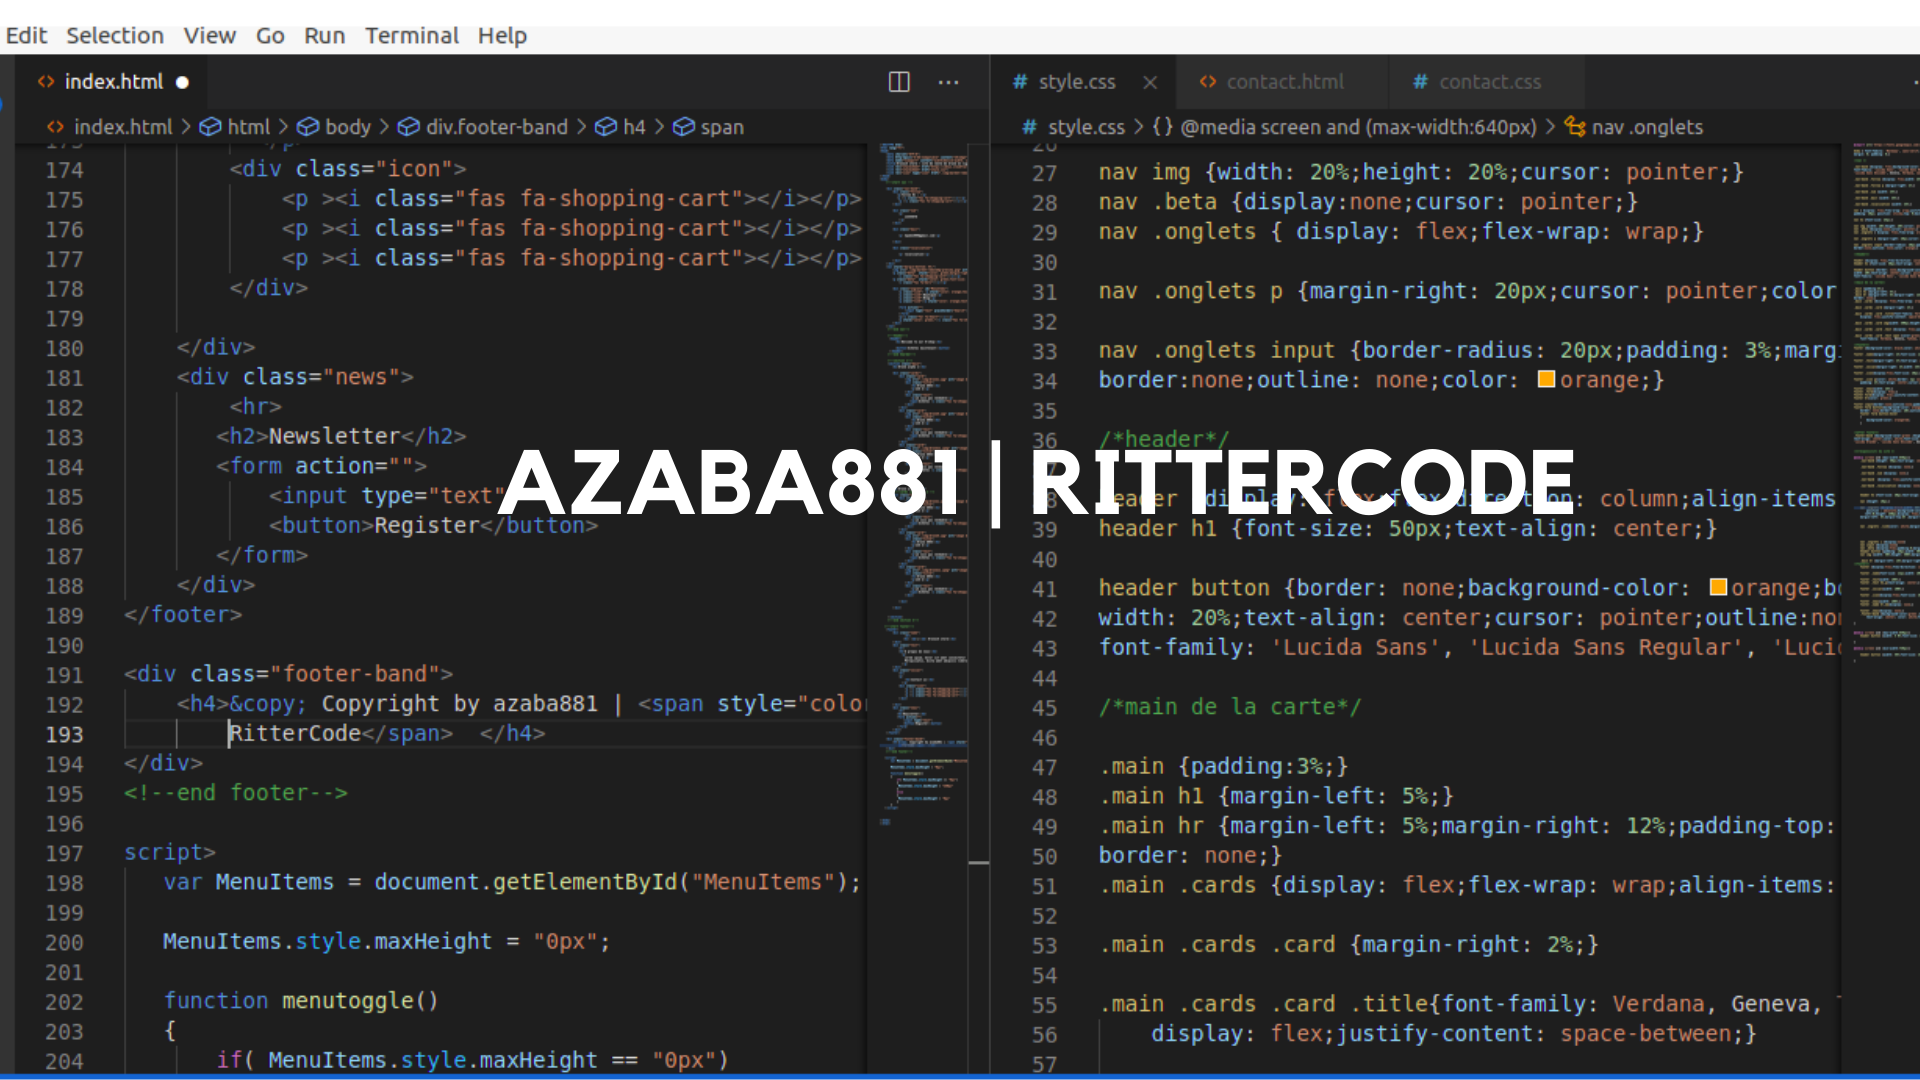 Edit Selection View Go Run Terminal Help
index.html
index.html > html > body > div.footer-band > h4 > span
174 <div class="icon">
175 <p ><i class="fas fa-shopping-cart"></i></p>
176 <p ><i class="fas fa-shopping-cart"></i></p>
177 <p ><i class="fas fa-shopping-cart"></i></p>
178 </div>
179
180 </div>
181 <div class="news">
182 <hr>
183 <h2>Newsletter</h2>
184 <form action="">
185 <input type="text"
186 <button>Register</button>
187 </form>
188 </div>
189 </footer>
190
191 <div class="footer-band">
192 <h4>&copy; Copyright by azaba881 | <span style="colo
193 RitterCode</span> </h4>
194 </div>
195 <!--end footer-->
196
197 script>
198 var MenuItems = document.getElementById("MenuItems");
199
200 MenuItems.style.maxHeight = "0px";
201
202 function menutoggle()
203 {
204 if( MenuItems.style.maxHeight == "0px")
AZABA881 | RITTERCODE
style.css contact.html contact.css
style.css > {} @media screen and (max-width:640px) > nav .onglets
27 nav img {width: 20%;height: 20%;cursor: pointer;}
28 nav .beta {display:none;cursor: pointer;}
29 nav .onglets { display: flex;flex-wrap: wrap;}
30
31 nav .onglets p {margin-right: 20px;cursor: pointer;color
32
33 nav .onglets input {border-radius: 20px;padding: 3%;marg
34 border:none;outline: none;color: orange;}
35
36 /*header*/
header display: flex;flex-direction: column;align-items
39 header h1 {font-size: 50px;text-align: center;}
40
41 header button {border: none;background-color: orange;bo
42 width: 20%;text-align: center;cursor: pointer;outline:non
43 font-family: 'Lucida Sans', 'Lucida Sans Regular', 'Luci
44
45 /*main de la carte*/
46
47 .main {padding:3%;}
48 .main h1 {margin-left: 5%;}
49 .main hr {margin-left: 5%;margin-right: 12%;padding-top:
50 border: none;}
51 .main .cards {display: flex;flex-wrap: wrap;align-items:
52
53 .main .cards .card {margin-right: 2%;}
54
55 .main .cards .card .title{font-family: Verdana, Geneva,
56 display: flex;justify-content: space-between;}
57